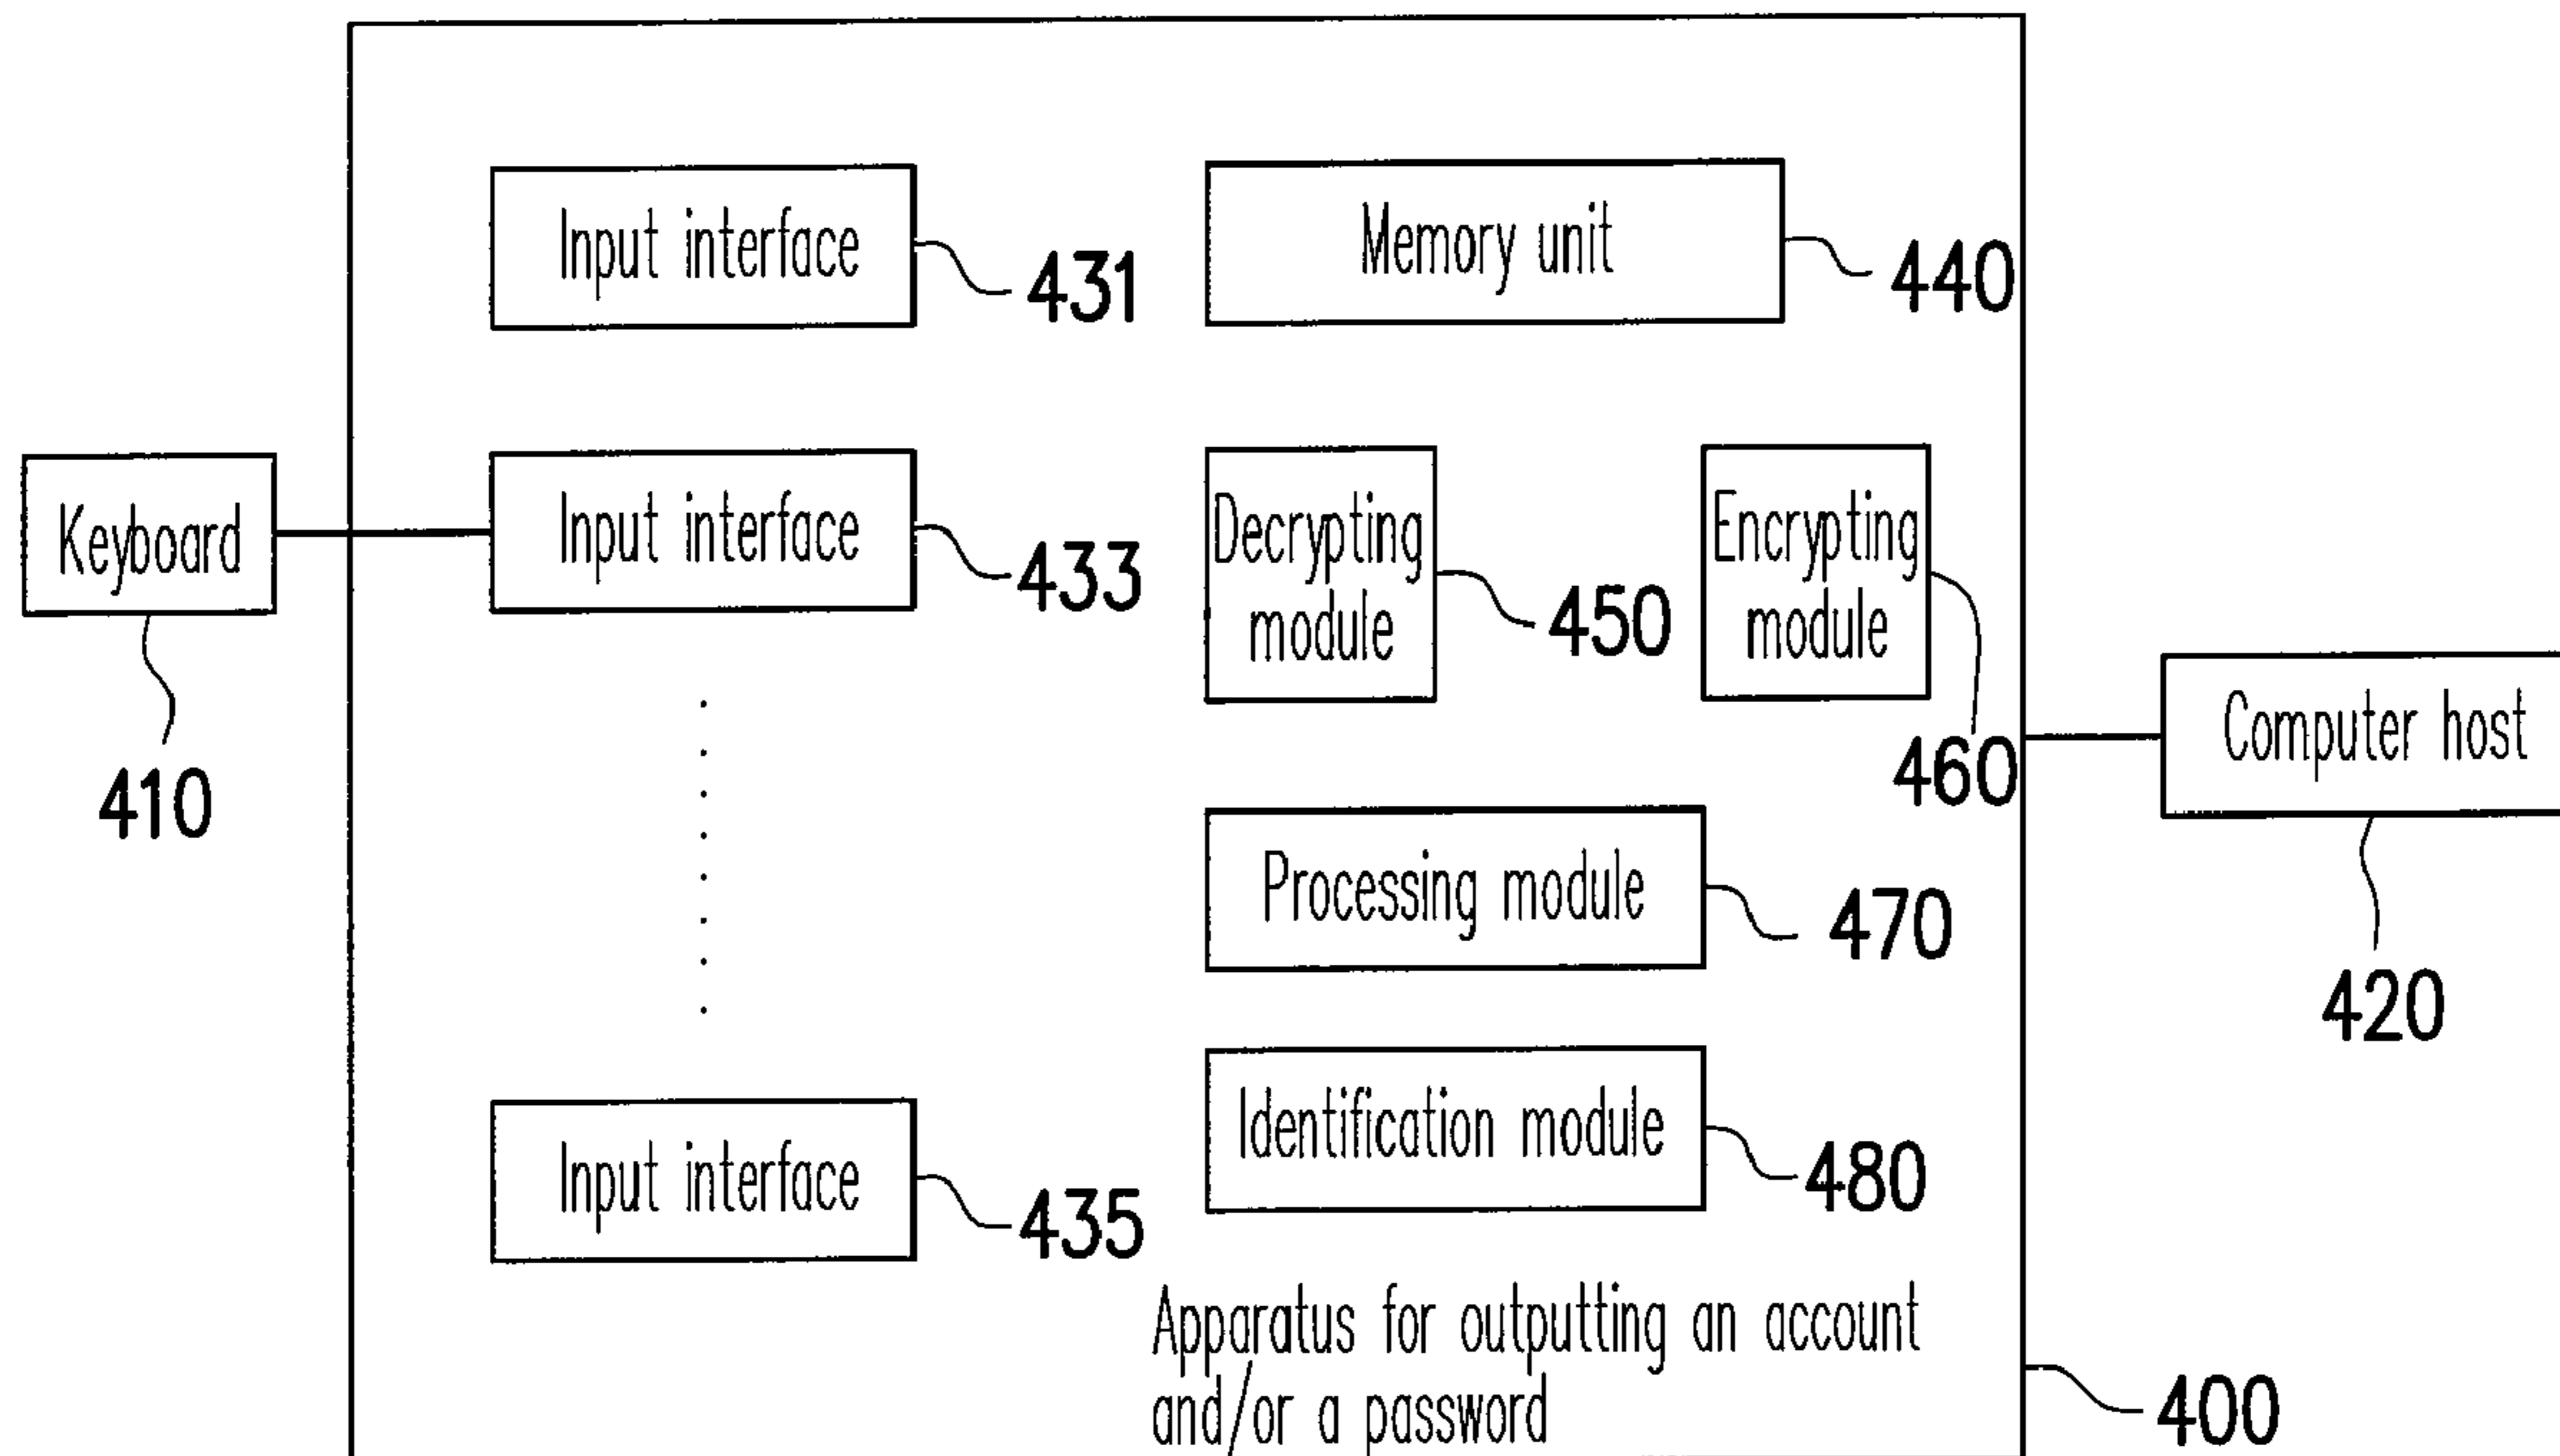 Input interface
431
Memory unit
440
Keyboard
410
Input interface
433
Decrypting
module
450
Encrypting
module
460
Computer host
420
Processing module
470
Input interface
435
Identification module
480
Apparatus for outputting an account
and/or a password
400